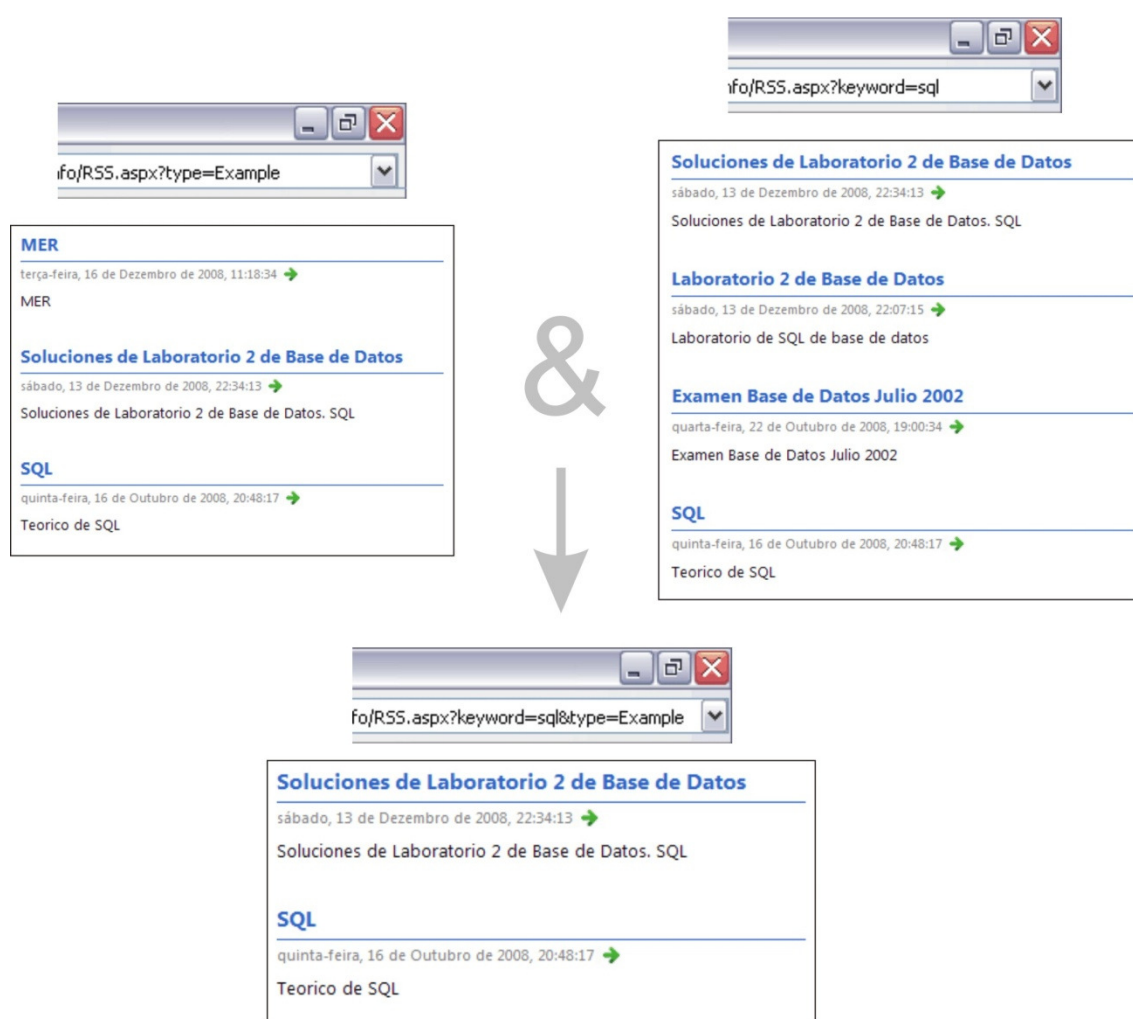 nfo/RSS.aspx?type=Example
MER
terça-feira, 16 de Dezembro de 2008, 11:18:34
MER
Soluciones de Laboratorio 2 de Base de Datos
sábado, 13 de Dezembro de 2008, 22:34:13
Soluciones de Laboratorio 2 de Base de Datos. SQL
SQL
quinta-feira, 16 de Outubro de 2008, 20:48:17
Teorico de SQL
&
nfo/RSS.aspx?keyword=sql
Soluciones de Laboratorio 2 de Base de Datos
sábado, 13 de Dezembro de 2008, 22:34:13
Soluciones de Laboratorio 2 de Base de Datos. SQL
Laboratorio 2 de Base de Datos
sábado, 13 de Dezembro de 2008, 22:07:15
Laboratorio de SQL de base de datos
Examen Base de Datos Julio 2002
quarta-feira, 22 de Outubro de 2008, 19:00:34
Examen Base de Datos Julio 2002
SQL
quinta-feira, 16 de Outubro de 2008, 20:48:17
Teorico de SQL
fo/RSS.aspx?keyword=sql&type=Example
Soluciones de Laboratorio 2 de Base de Datos
sábado, 13 de Dezembro de 2008, 22:34:13
Soluciones de Laboratorio 2 de Base de Datos. SQL
SQL
quinta-feira, 16 de Outubro de 2008, 20:48:17
Teorico de SQL